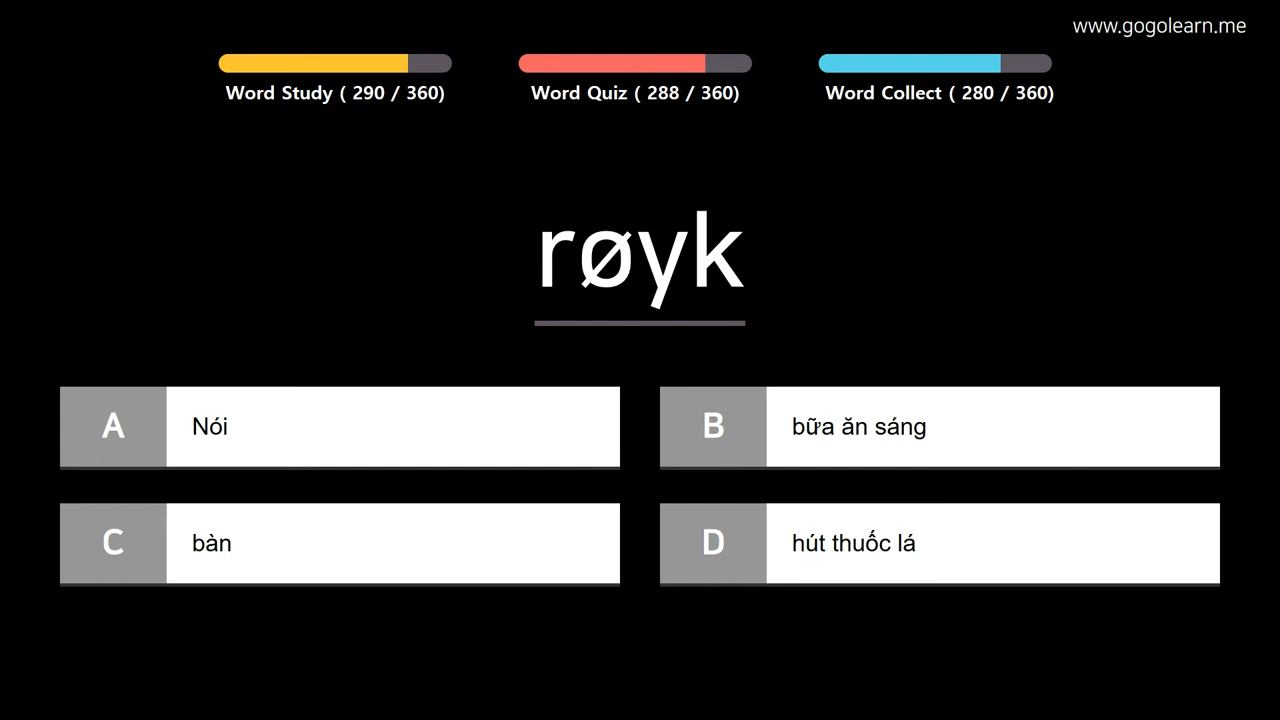 www.gogolearn.me
Word Study ( 290 / 360)
Word Quiz ( 288 / 360)
Word Collect ( 280 / 360)
røyk
A Nói
B bữa ăn sáng
C bàn
D hút thuốc lá